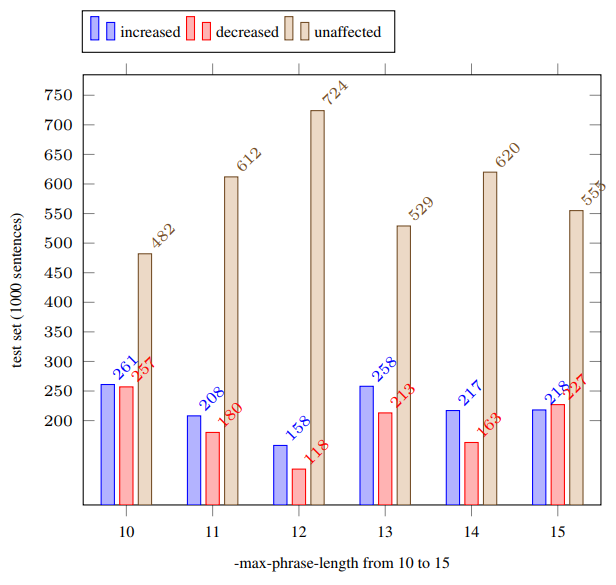 increased decreased unaffected
750
700
650
600
550
500
450
400
350
300
250
200
test set (1000 sentences)
261 257 482
208 180 612
158 118 724
258 213 529
217 163 620
218 227 555
10 11 12 13 14 15
-max-phrase-length from 10 to 15